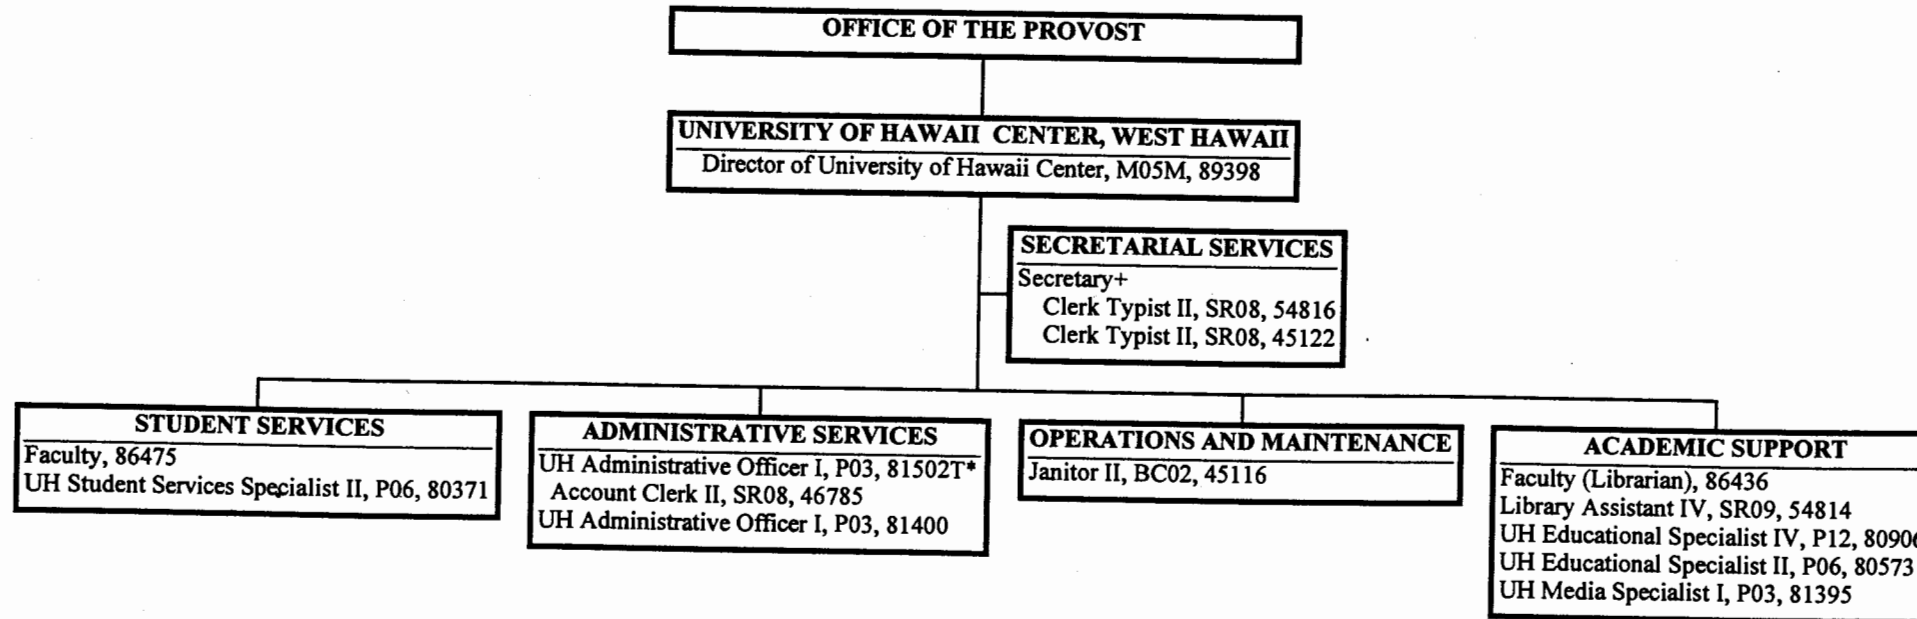 OFFICE OF THE PROVOST
UNIVERSITY OF HAWAII CENTER, WEST HAWAII
Director of University of Hawaii Center, M05M, 89398
SECRETARIAL SERVICES
Secretary+
Clerk Typist II, SR08, 54816
Clerk Typist II, SR08, 45122
STUDENT SERVICES
Faculty, 86475
UH Student Services Specialist II, P06, 80371
ADMINISTRATIVE SERVICES
UH Administrative Officer I, P03, 81502T*
Account Clerk II, SR08, 46785
UH Administrative Officer I, P03, 81400
OPERATIONS AND MAINTENANCE
Janitor II, BC02, 45116
ACADEMIC SUPPORT
Faculty (Librarian), 86436
Library Assistant IV, SR09, 54814
UH Educational Specialist IV, P12, 80906
UH Educational Specialist II, P06, 80573
UH Media Specialist I, P03, 81395